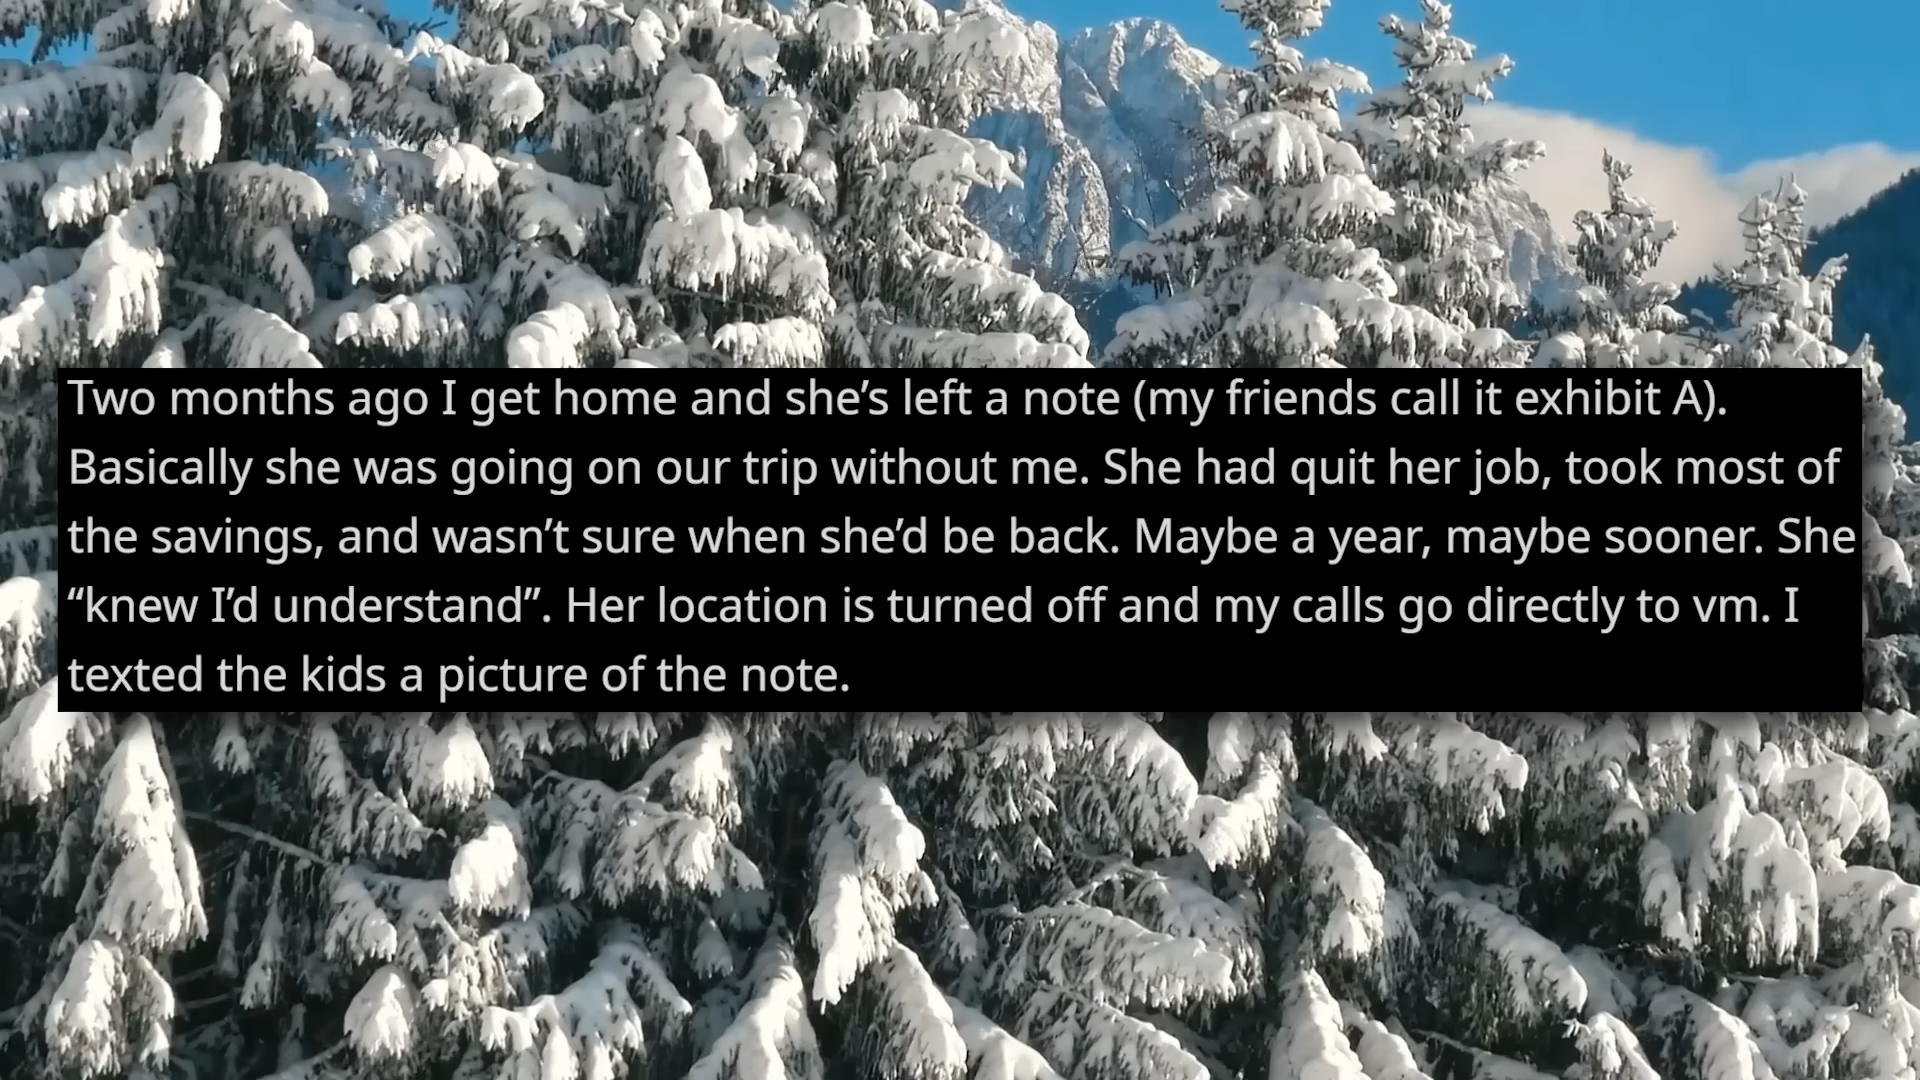 Two months ago I get home and she’s left a note (my friends call it exhibit A).
Basically she was going on our trip without me. She had quit her job, took most of
the savings, and wasn’t sure when she’d be back. Maybe a year, maybe sooner. She
“knew I’d understand”. Her location is turned off and my calls go directly to vm. I
texted the kids a picture of the note.